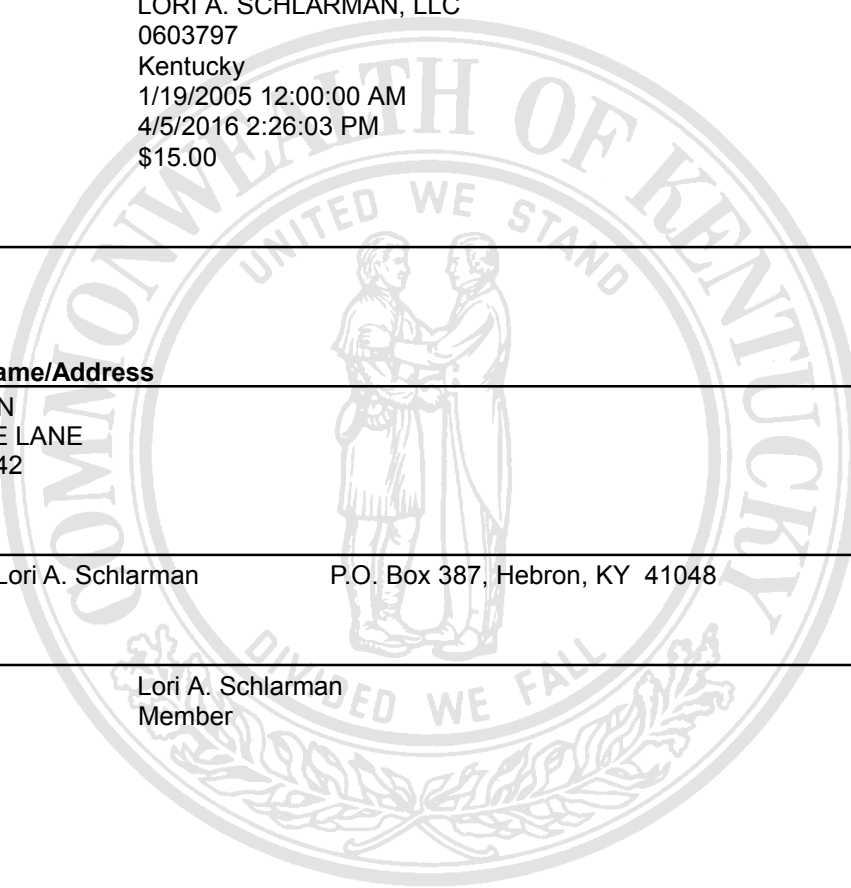 LORI A. SCHLARMAN, LLC
0603797
Kentucky
1/19/2005 12:00:00 AM
4/5/2016 2:26:03 PM
$15.00
COMMONWEALTH OF KENTUCKY
UNITED WE STAND
ame/Address
N
E LANE
42
Lori A. Schlarman P.O. Box 387, Hebron, KY 41048
DIVIDED WE FALL
Lori A. Schlarman
Member